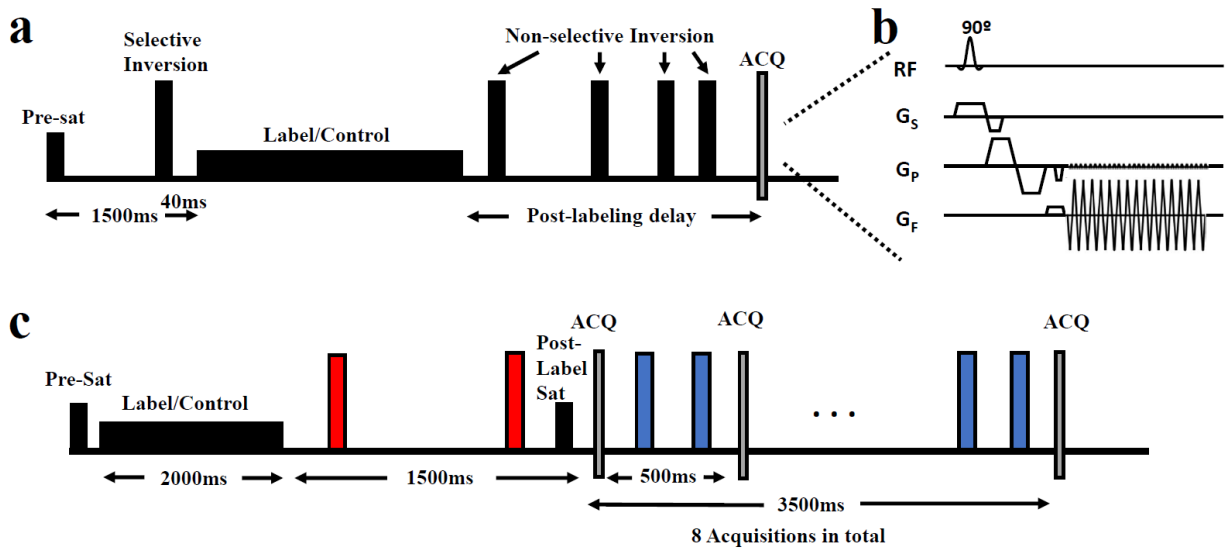 a
Selective
Inversion
Non-selective Inversion
ACQ
Pre-sat
Label/Control
40ms
1500ms
Post-labeling delay
b
90º
RF
GS
GP
GF
c
ACQ
ACQ
ACQ
Post-
Label
Sat
Pre-Sat
Label/Control
. . .
2000ms
1500ms
500ms
3500ms
8 Acquisitions in total